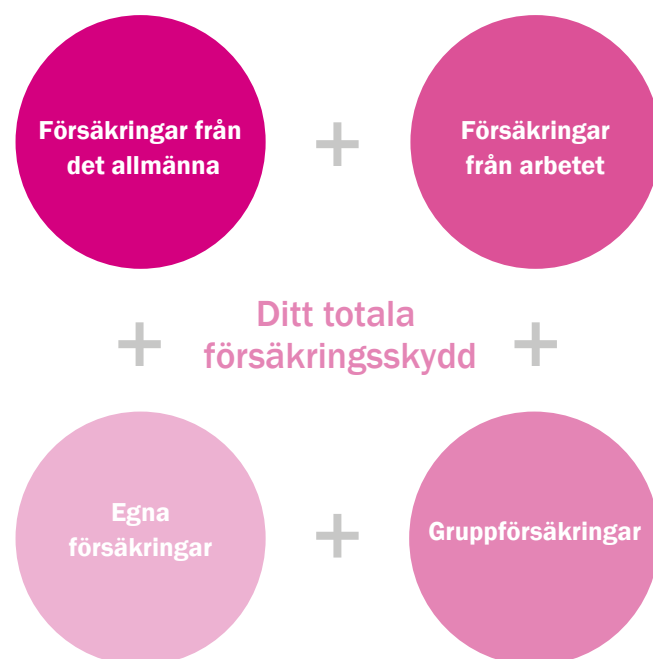 Försäkringar från
det allmänna
+
Försäkringar
från arbetet
+
Ditt totala
försäkringsskydd
+
Egna
försäkringar
+
Gruppförsäkringar